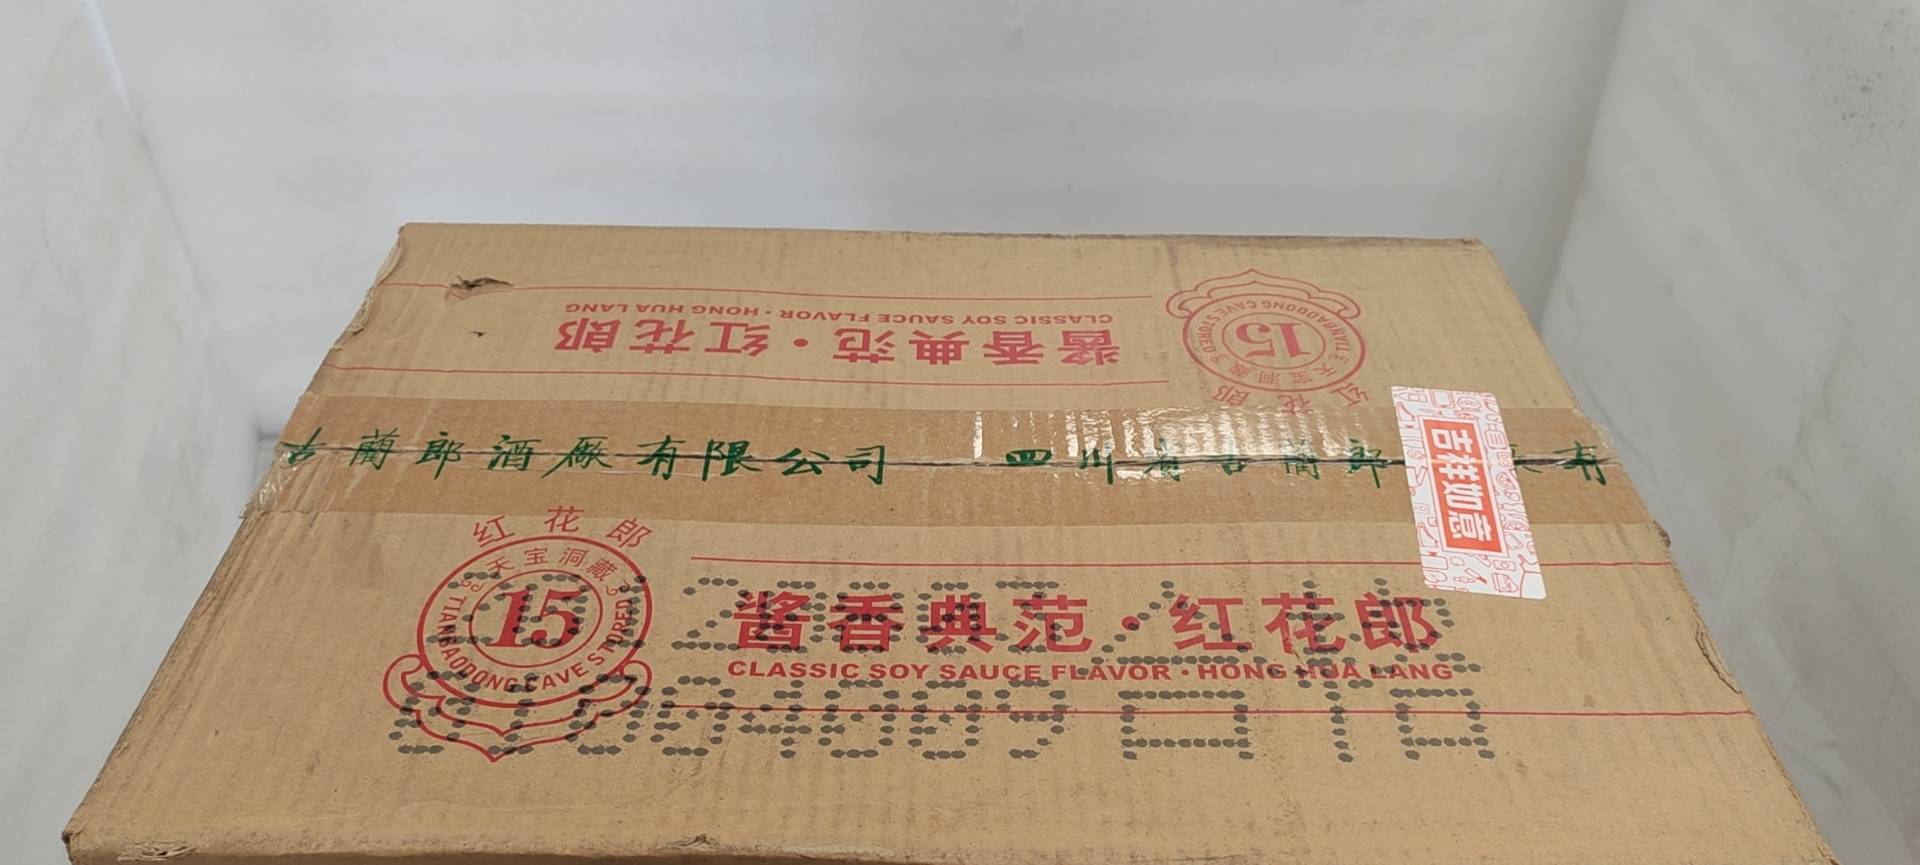 CLASSIC SOY SAUCE FLAVOR · HONG HUA LANG
酱香典范·红花郎
TIANBAODONG CAVE STORED
15
天宝洞藏
红花郎
古蔺郎酒厰有限公司 四川省古蔺郎 有
吉祥如意
红花郎
天宝洞藏
15
TIANBAODONG CAVE STORED
酱香典范·红花郎
CLASSIC SOY SAUCE FLAVOR · HONG HUA LANG